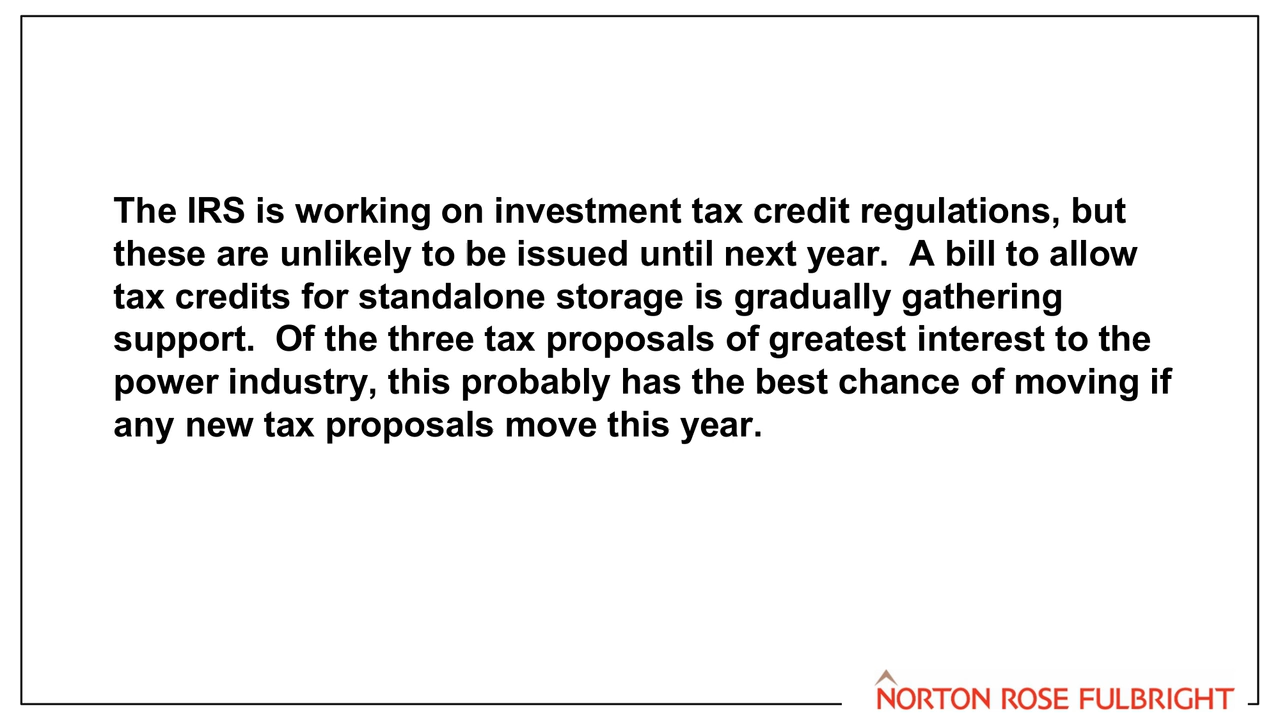 The IRS is working on investment tax credit regulations, but
these are unlikely to be issued until next year.  A bill to allow
tax credits for standalone storage is gradually gathering
support.  Of the three tax proposals of greatest interest to the
power industry, this probably has the best chance of moving if
any new tax proposals move this year.
NORTON ROSE FULBRIGHT